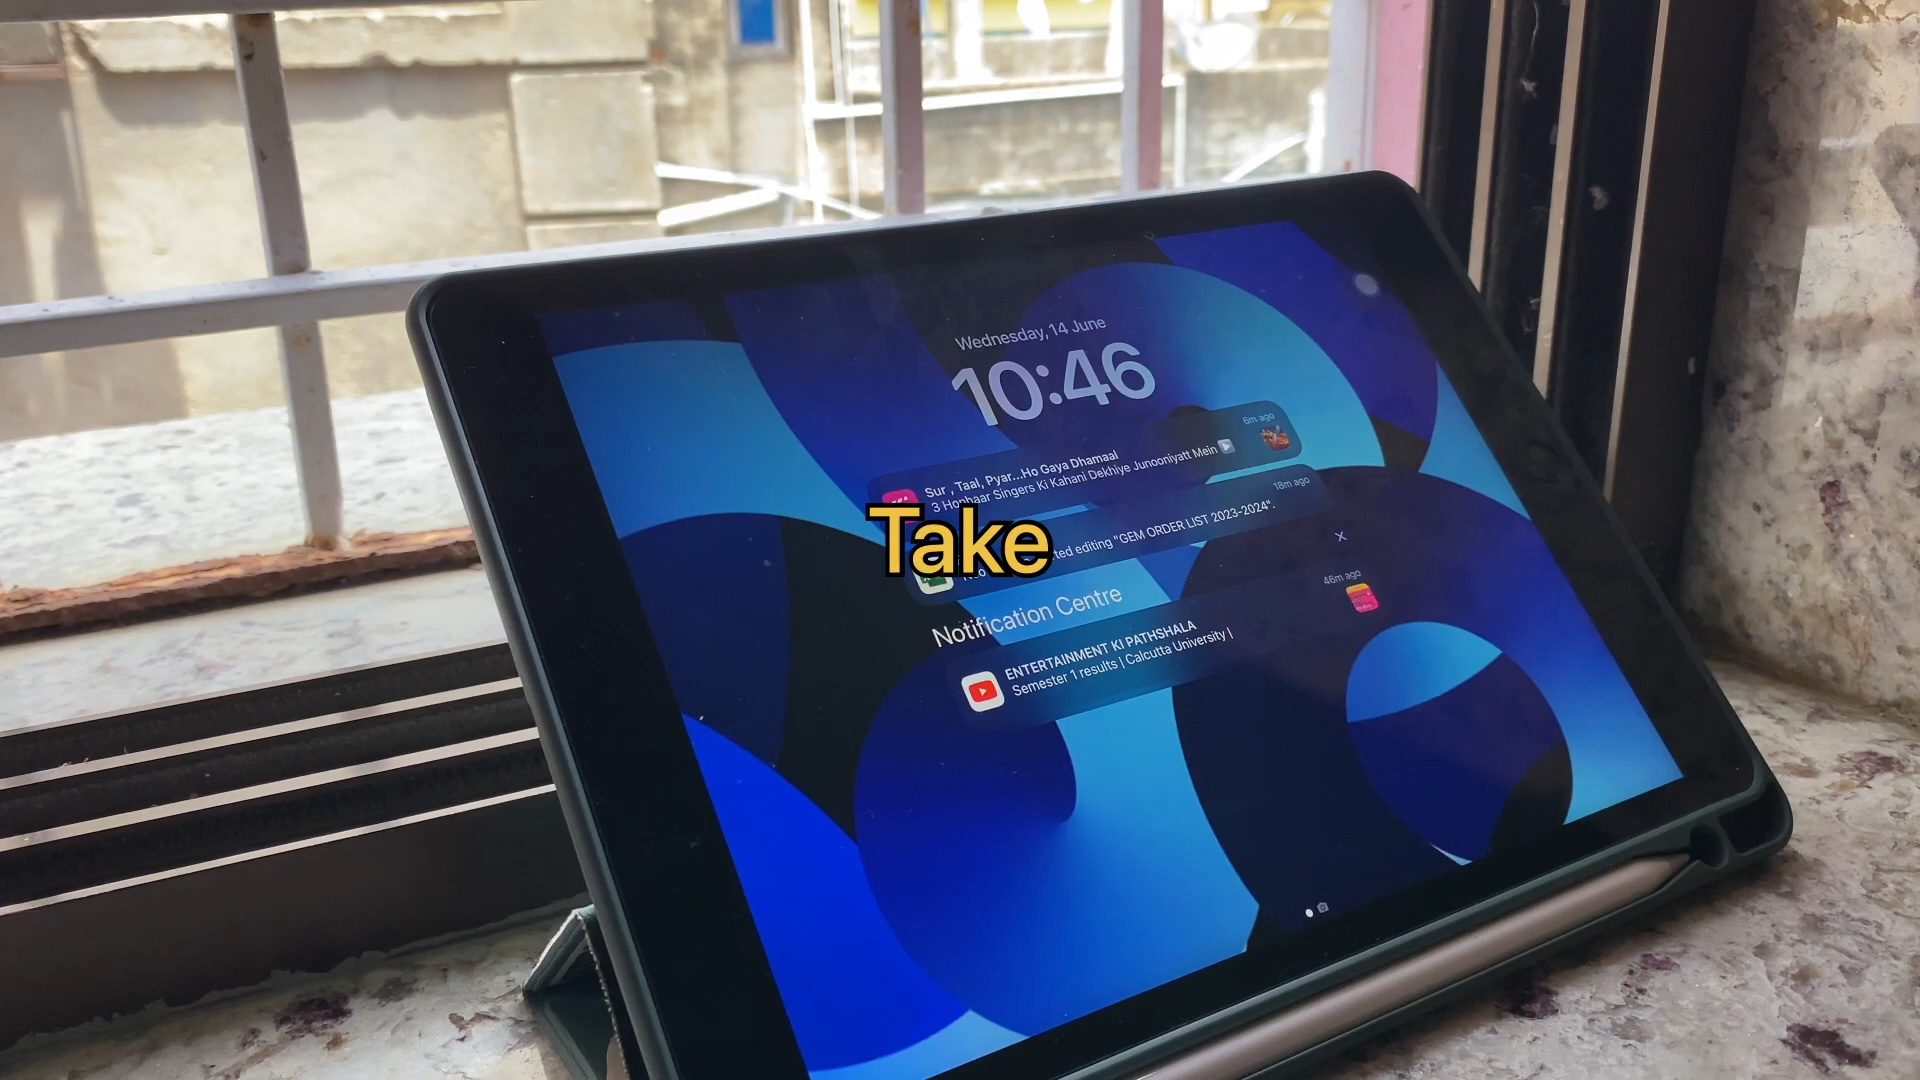 Wednesday, 14 June
10:46
6m ago
Sur , Taal, Pyar...Ho Gaya Dhamaal
3 Honhaar Singers Ki Kahani Dekhiye Junooniyatt Mein
18m ago
Take
ted editing "GEM ORDER LIST 2023-2024".
Notification Centre
46m ago
ENTERTAINMENT KI PATHSHALA
Semester 1 results | Calcutta University |